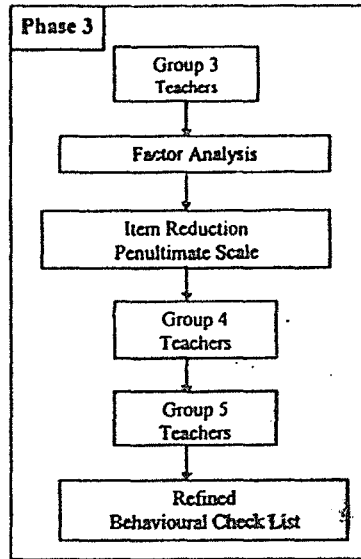 Phase 3
Group 3
Teachers
Factor Analysis
Item Reduction
Penultimate Scale
Group 4
Teachers
Group 5
Teachers
Refined
Behavioural Check List